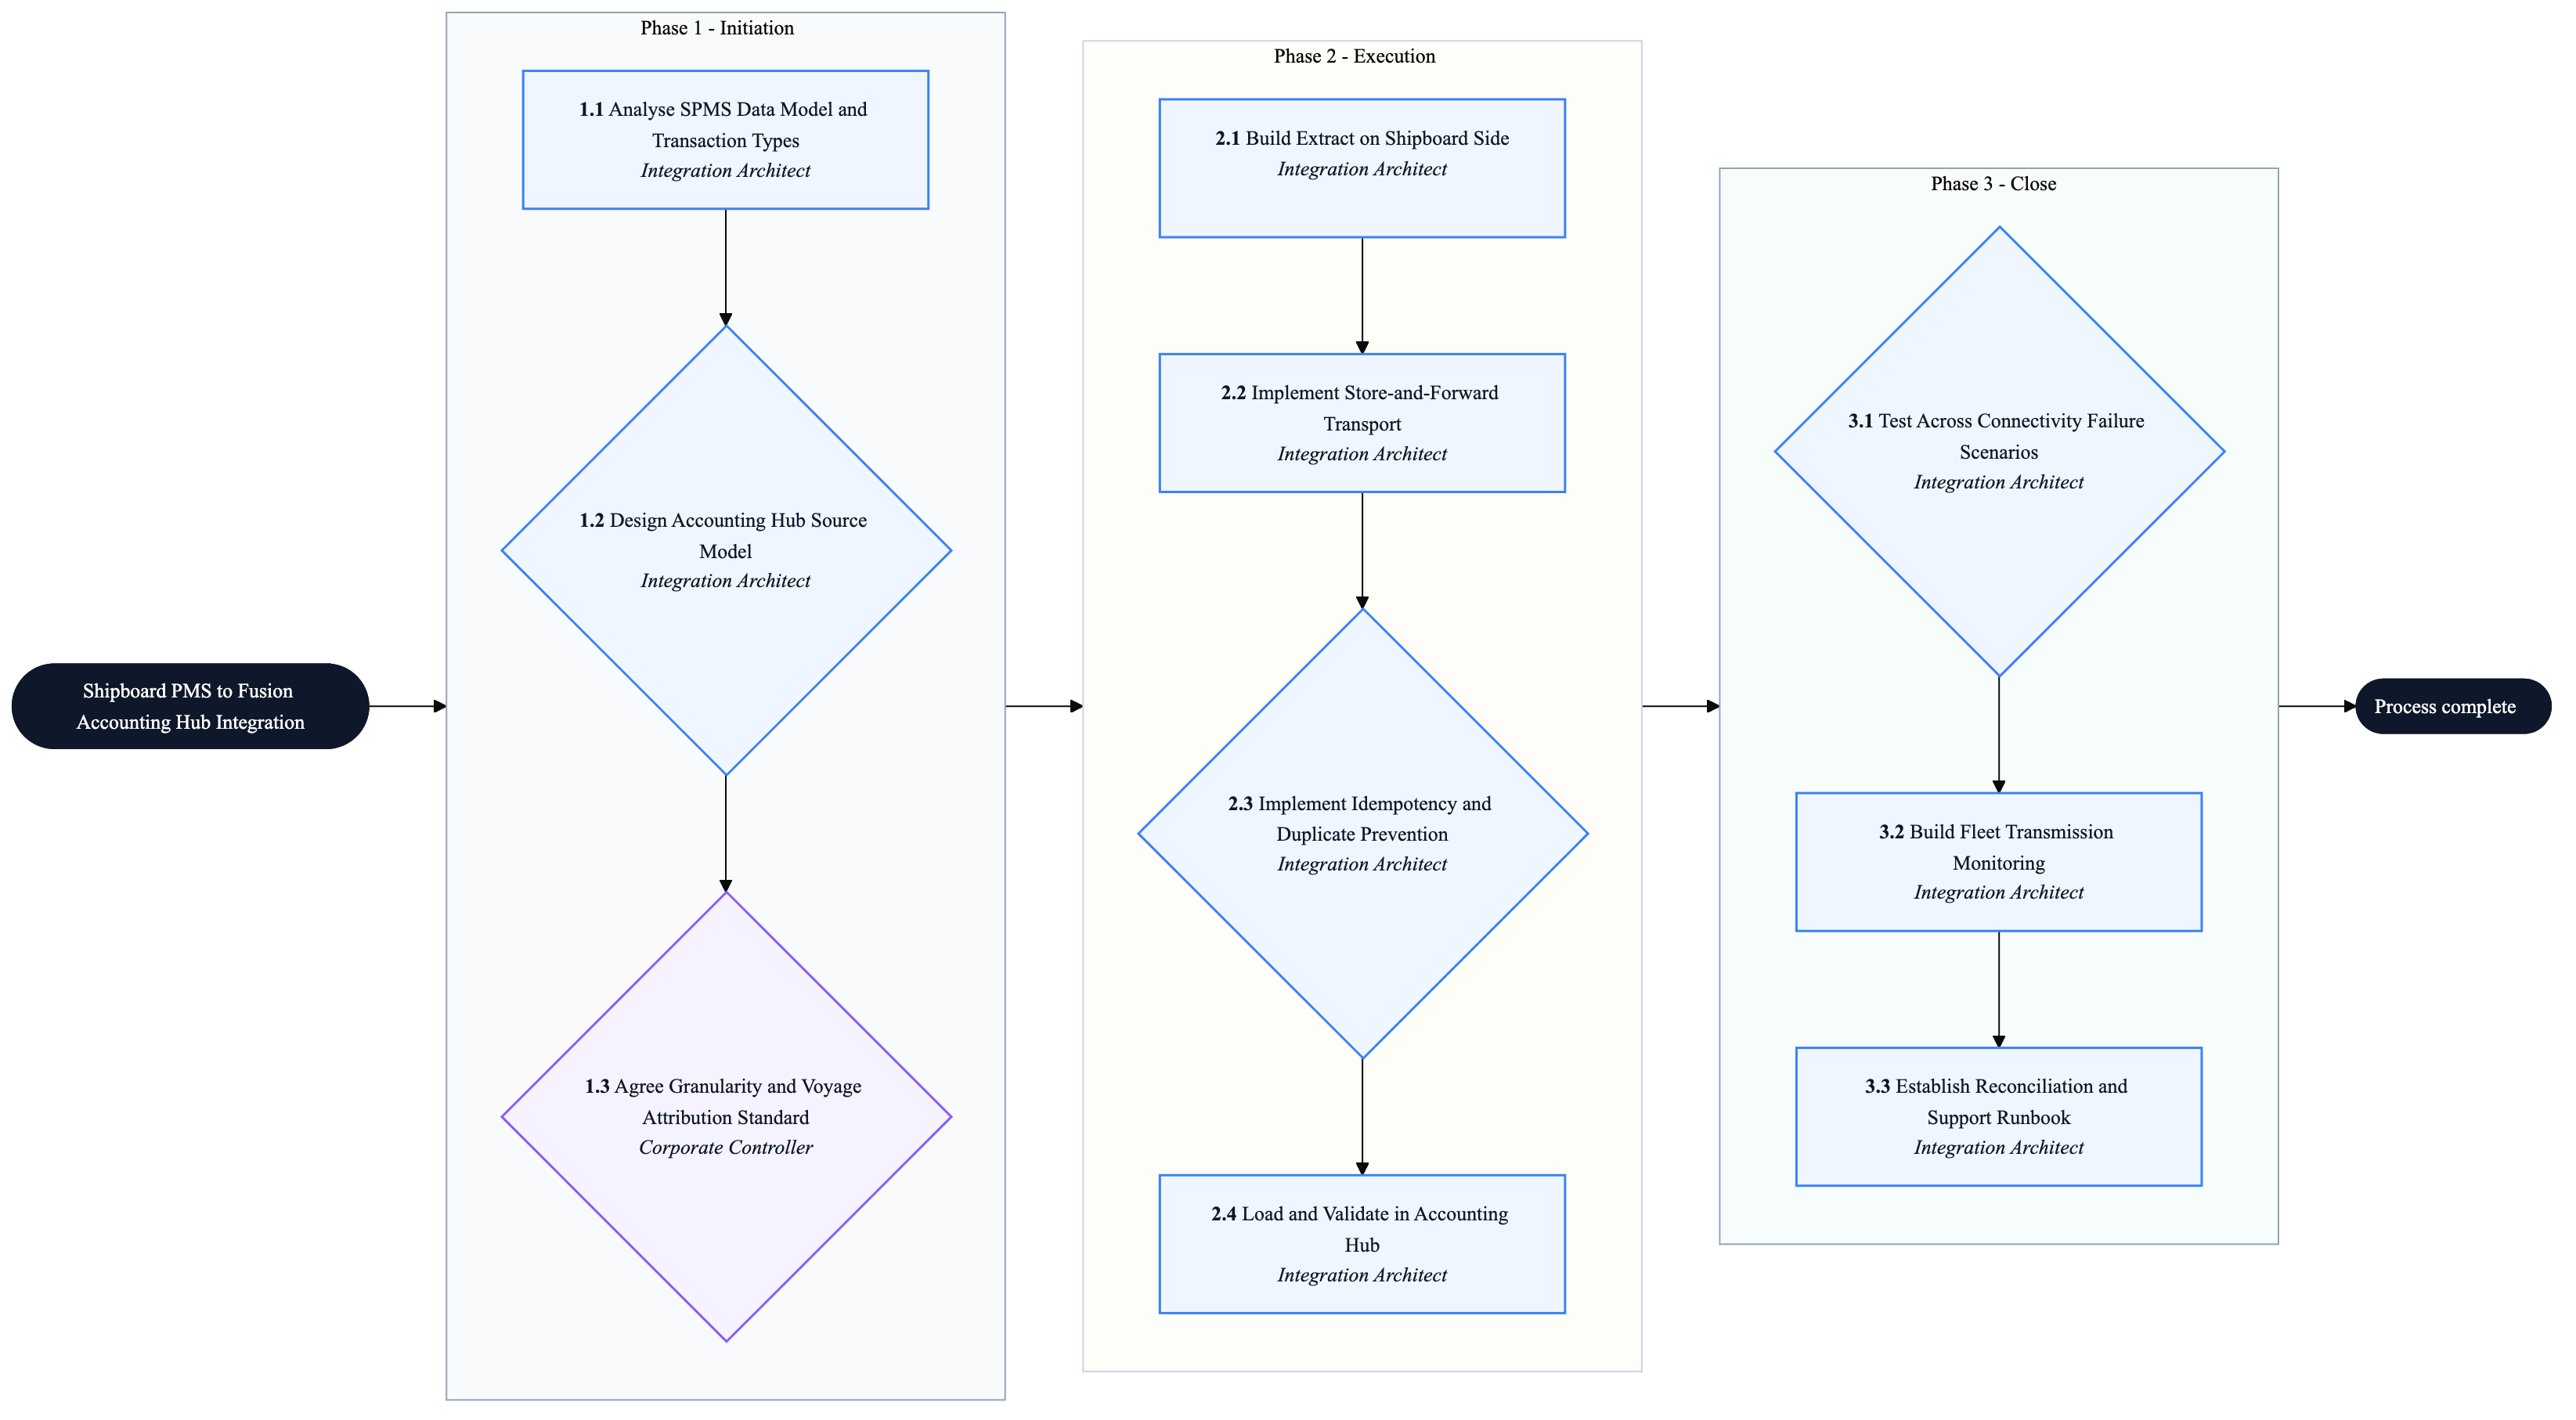 Shipboard PMS to Fusion
Accounting Hub Integration
Phase 1 - Initiation
1.1 Analyse SPMS Data Model and
Transaction Types
Integration Architect
1.2 Design Accounting Hub Source
Model
Integration Architect
1.3 Agree Granularity and Voyage
Attribution Standard
Corporate Controller
Phase 2 - Execution
2.1 Build Extract on Shipboard Side
Integration Architect
2.2 Implement Store-and-Forward
Transport
Integration Architect
2.3 Implement Idempotency and
Duplicate Prevention
Integration Architect
2.4 Load and Validate in Accounting
Hub
Integration Architect
Phase 3 - Close
3.1 Test Across Connectivity Failure
Scenarios
Integration Architect
3.2 Build Fleet Transmission
Monitoring
Integration Architect
3.3 Establish Reconciliation and
Support Runbook
Integration Architect
Process complete